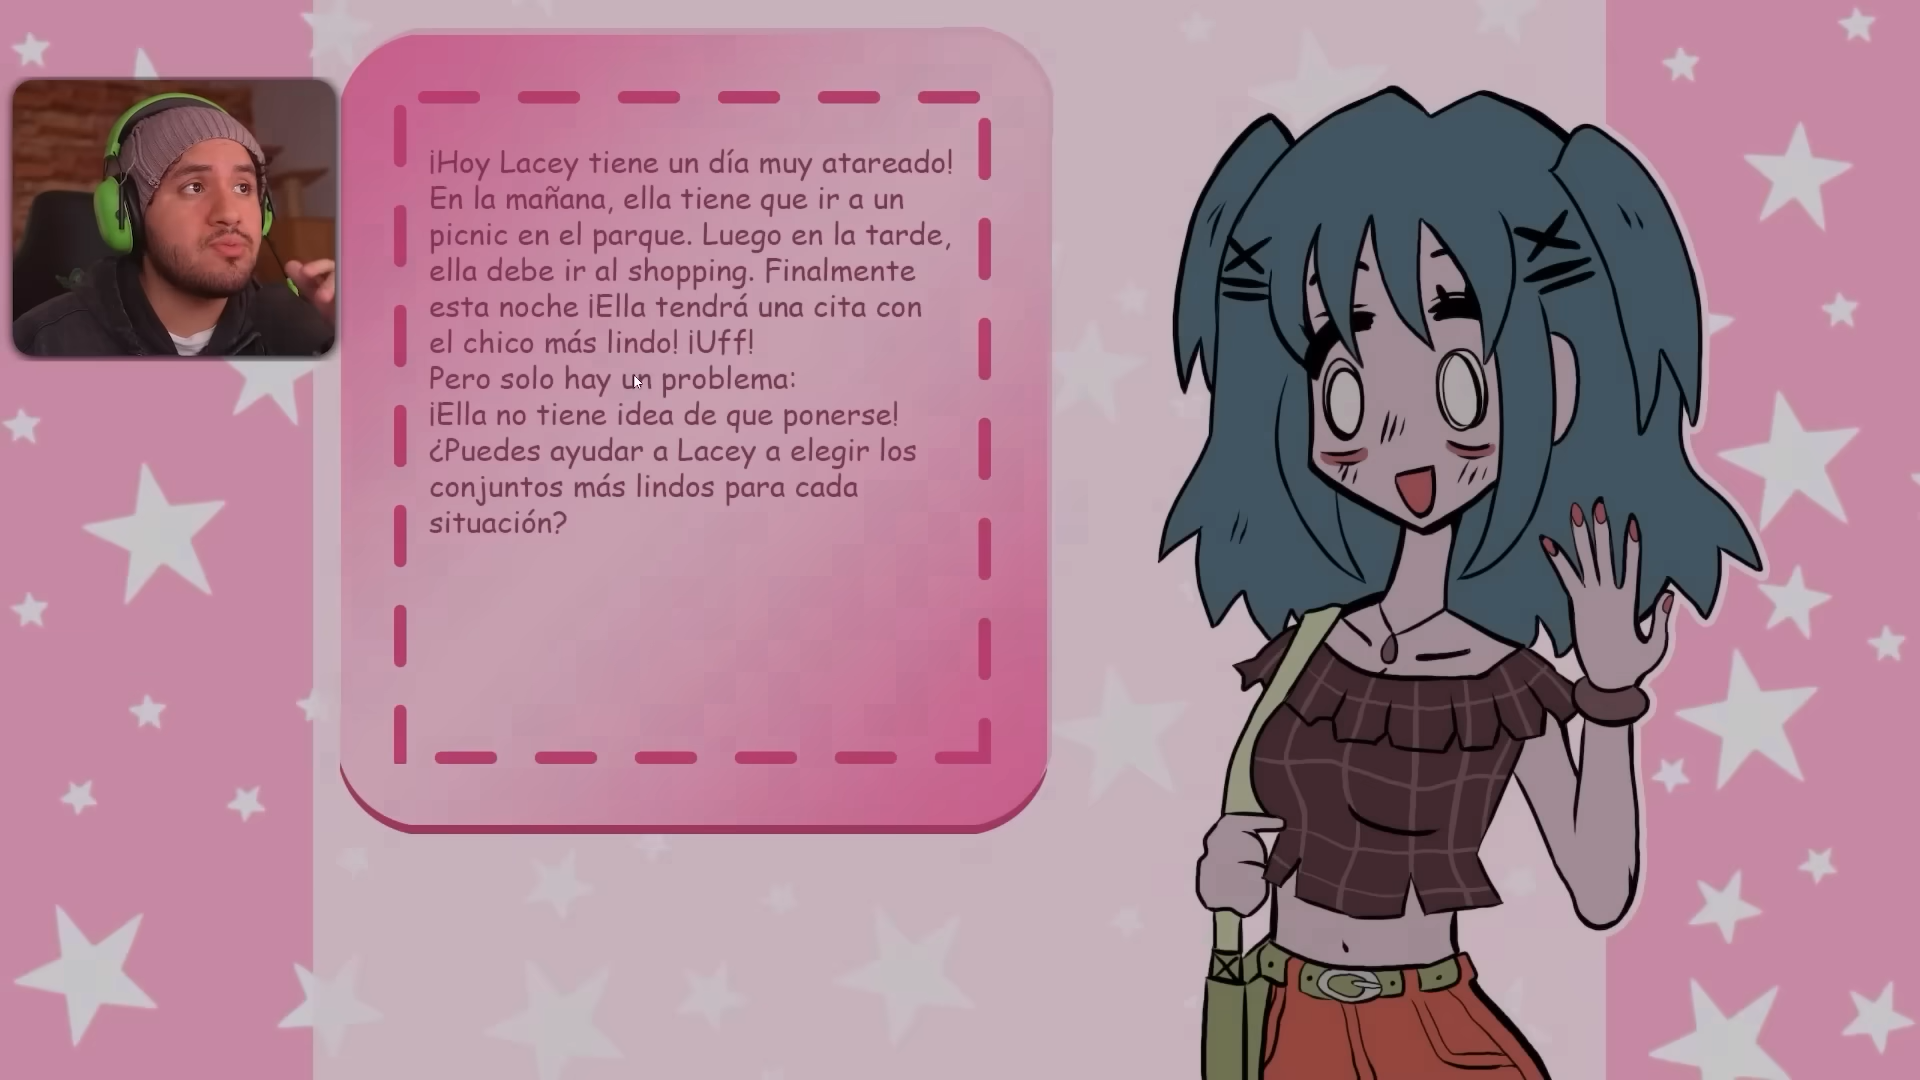 ¡Hoy Lacey tiene un día muy atareado!
En la mañana, ella tiene que ir a un
picnic en el parque. Luego en la tarde,
ella debe ir al shopping. Finalmente
esta noche ¡Ella tendrá una cita con
el chico más lindo! ¡Uff!
Pero solo hay un problema:
¡Ella no tiene idea de que ponerse!
¿Puedes ayudar a Lacey a elegir los
conjuntos más lindos para cada
situación?